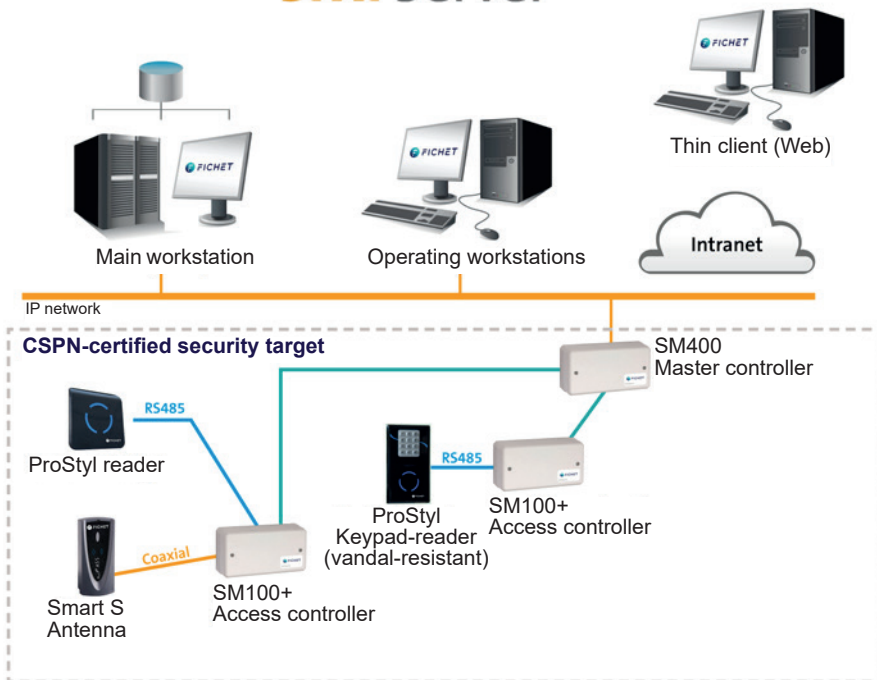 FICHET
FICHET
FICHET
Thin client (Web)
Main workstation
Operating workstations
Intranet
IP network
CSPN-certified security target
SM400
Master controller
RS485
ProStyl reader
RS485
ProStyl
Keypad-reader
(vandal-resistant)
SM100+
Access controller
FICHET
Coaxial
Smart S
Antenna
SM100+
Access controller